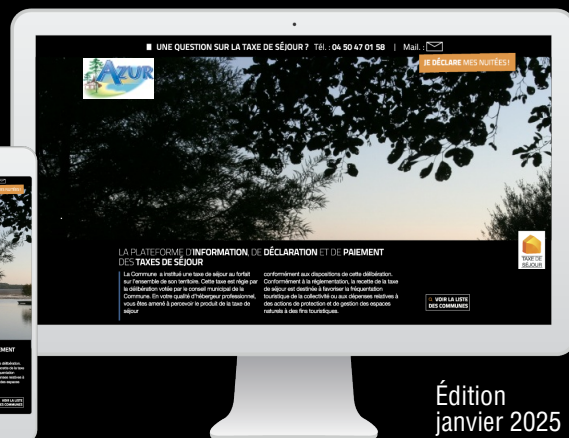 ■ UNE QUESTION SUR LA TAXE DE SÉJOUR ? Tél. : 04 50 47 01 58 | Mail. :
JE DÉCLARE MES NUITÉES !
AZUR
LA PLATEFORME D'INFORMATION, DE DÉCLARATION ET DE PAIEMENT
DES TAXES DE SÉJOUR
La Commune a institué une taxe de séjour au forfait
sur l'ensemble de son territoire. Cette taxe est régie par
la délibération votée par le conseil municipal de la
Commune. En votre qualité d'hébergeur professionnel,
vous êtes amené à percevoir le produit de la taxe de
séjour
conformément aux dispositions de cette délibération.
Conformément à la réglementation, la recette de la taxe
de séjour est destinée à favoriser la fréquentation
touristique de la collectivité ou aux dépenses relatives à
des actions de protection et de gestion des espaces
naturels à des fins touristiques.
TAXE DE
SÉJOUR
VOIR LA LISTE
DES COMMUNES
Édition
janvier 2025